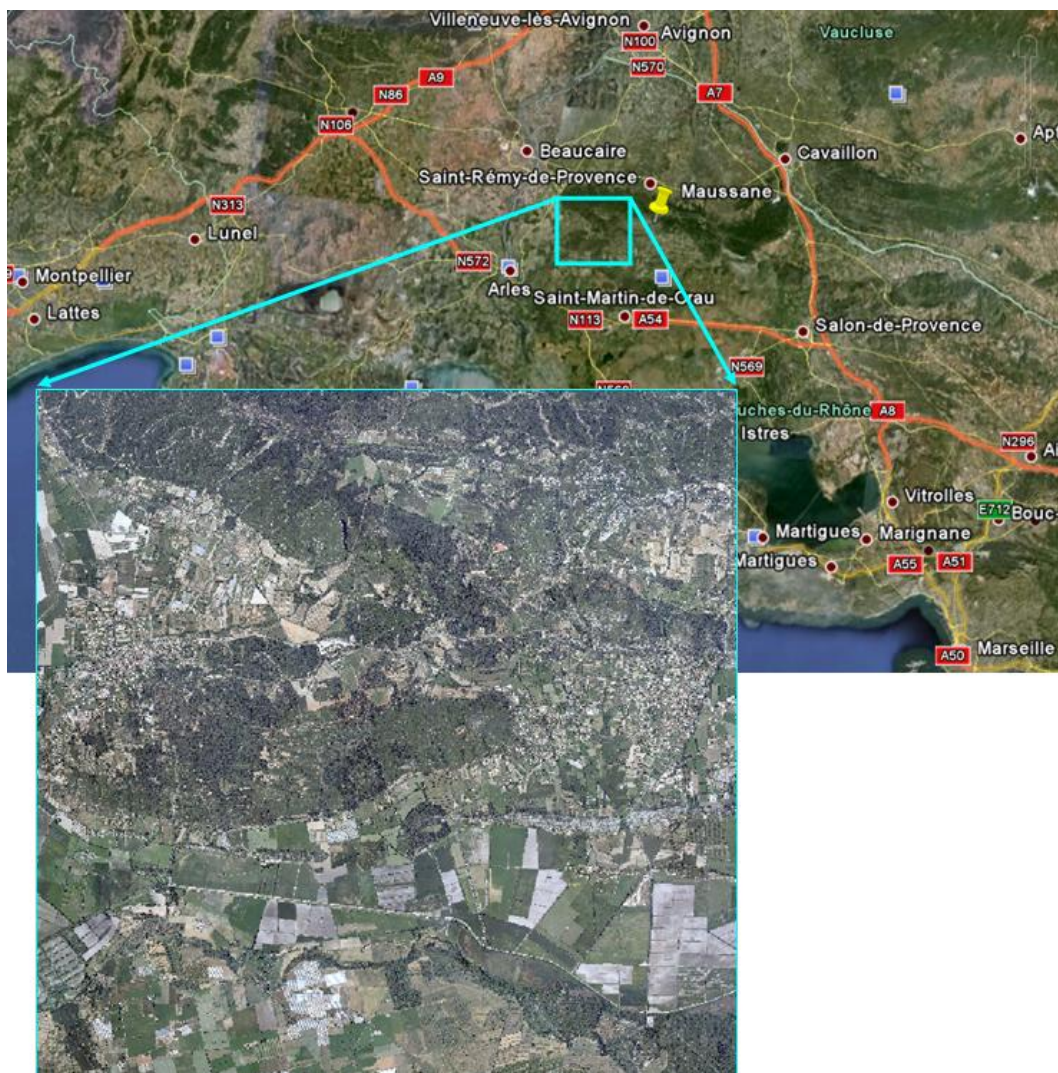 Villeneuve-lès-Avignon
Avignon
Vaucluse
N100
N570
A9
N86
A7
N106
Ap
Beaucaire
Cavaillon
Saint-Rémy-de-Provence
Maussane
N313
Lunel
N572
Montpellier
Arles
Saint-Martin-de-Crau
Lattes
N113
A54
Salon-de-Provence
N569
uches-du-Rhône
A8
Istres
N296
Vitrolles
E712
Bouc-
Martigues
Marignane
Martigues
A55
A51
A50
Marseille